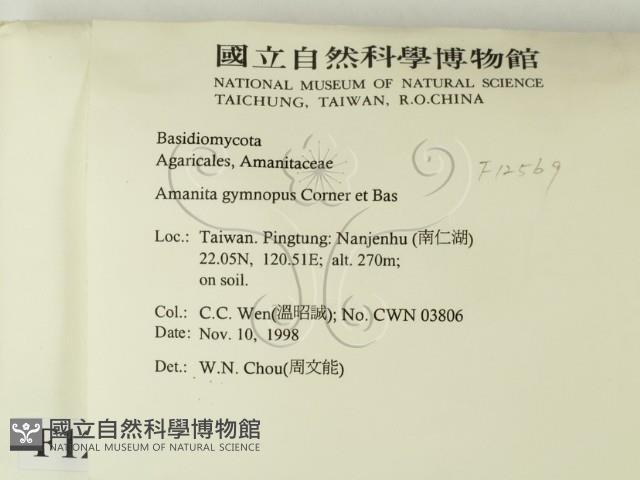 國立自然科學博物館
NATIONAL MUSEUM OF NATURAL SCIENCE
TAICHUNG, TAIWAN, R.O.CHINA
Basidiomycota
Agaricales, Amanitaceae
F12569
Amanita gymnopus Corner et Bas
Loc.: Taiwan. Pingtung: Nanjenhu (南仁湖)
22.05N, 120.51E; alt. 270m;
on soil.
Col.: C.C. Wen(溫昭誠); No. CWN 03806
Date: Nov. 10, 1998
Det.: W.N. Chou(周文能)
國立自然科學博物館
NATIONAL MUSEUM OF NATURAL SCIENCE